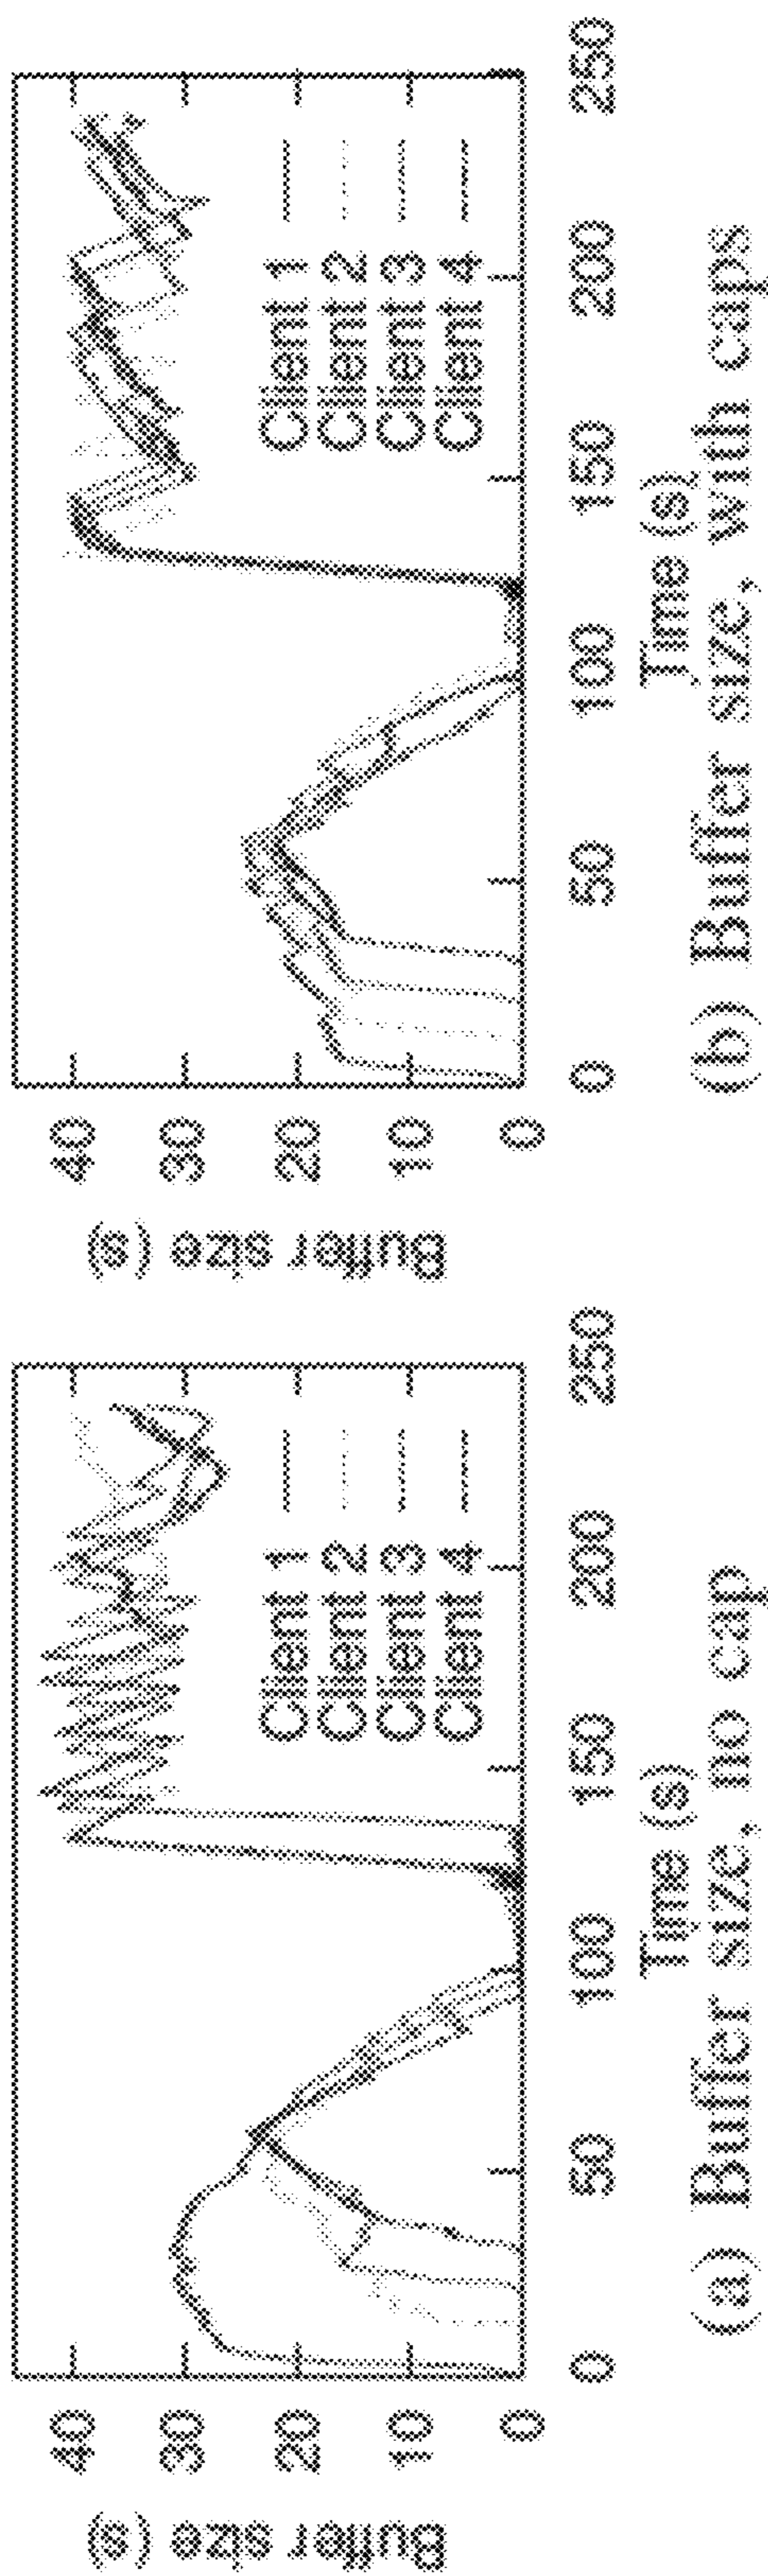 Buffer size (s)
40
30
20
10
0
Client 1
Client 2
Client 3
Client 4
0 50 100 150 200 250
Time (s)
(a) Buffer size, no cap
Buffer size (s)
40
30
20
10
0
Client 1
Client 2
Client 3
Client 4
0 50 100 150 200 250
Time (s)
(b) Buffer size, with caps